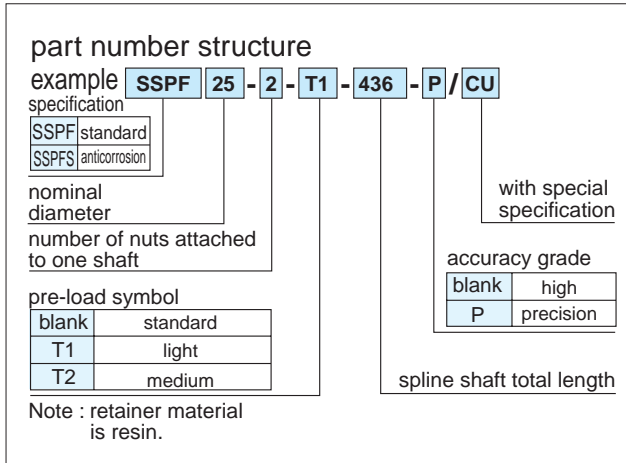 part number structure
example SSPF 25 - 2 - T1 - 436 - P / CU
specification
SSPF standard
SSPFS anticorrosion
nominal
diameter
number of nuts attached
to one shaft
pre-load symbol
blank standard
T1 light
T2 medium
Note : retainer material
is resin.
with special
specification
accuracy grade
blank high
P precision
spline shaft total length